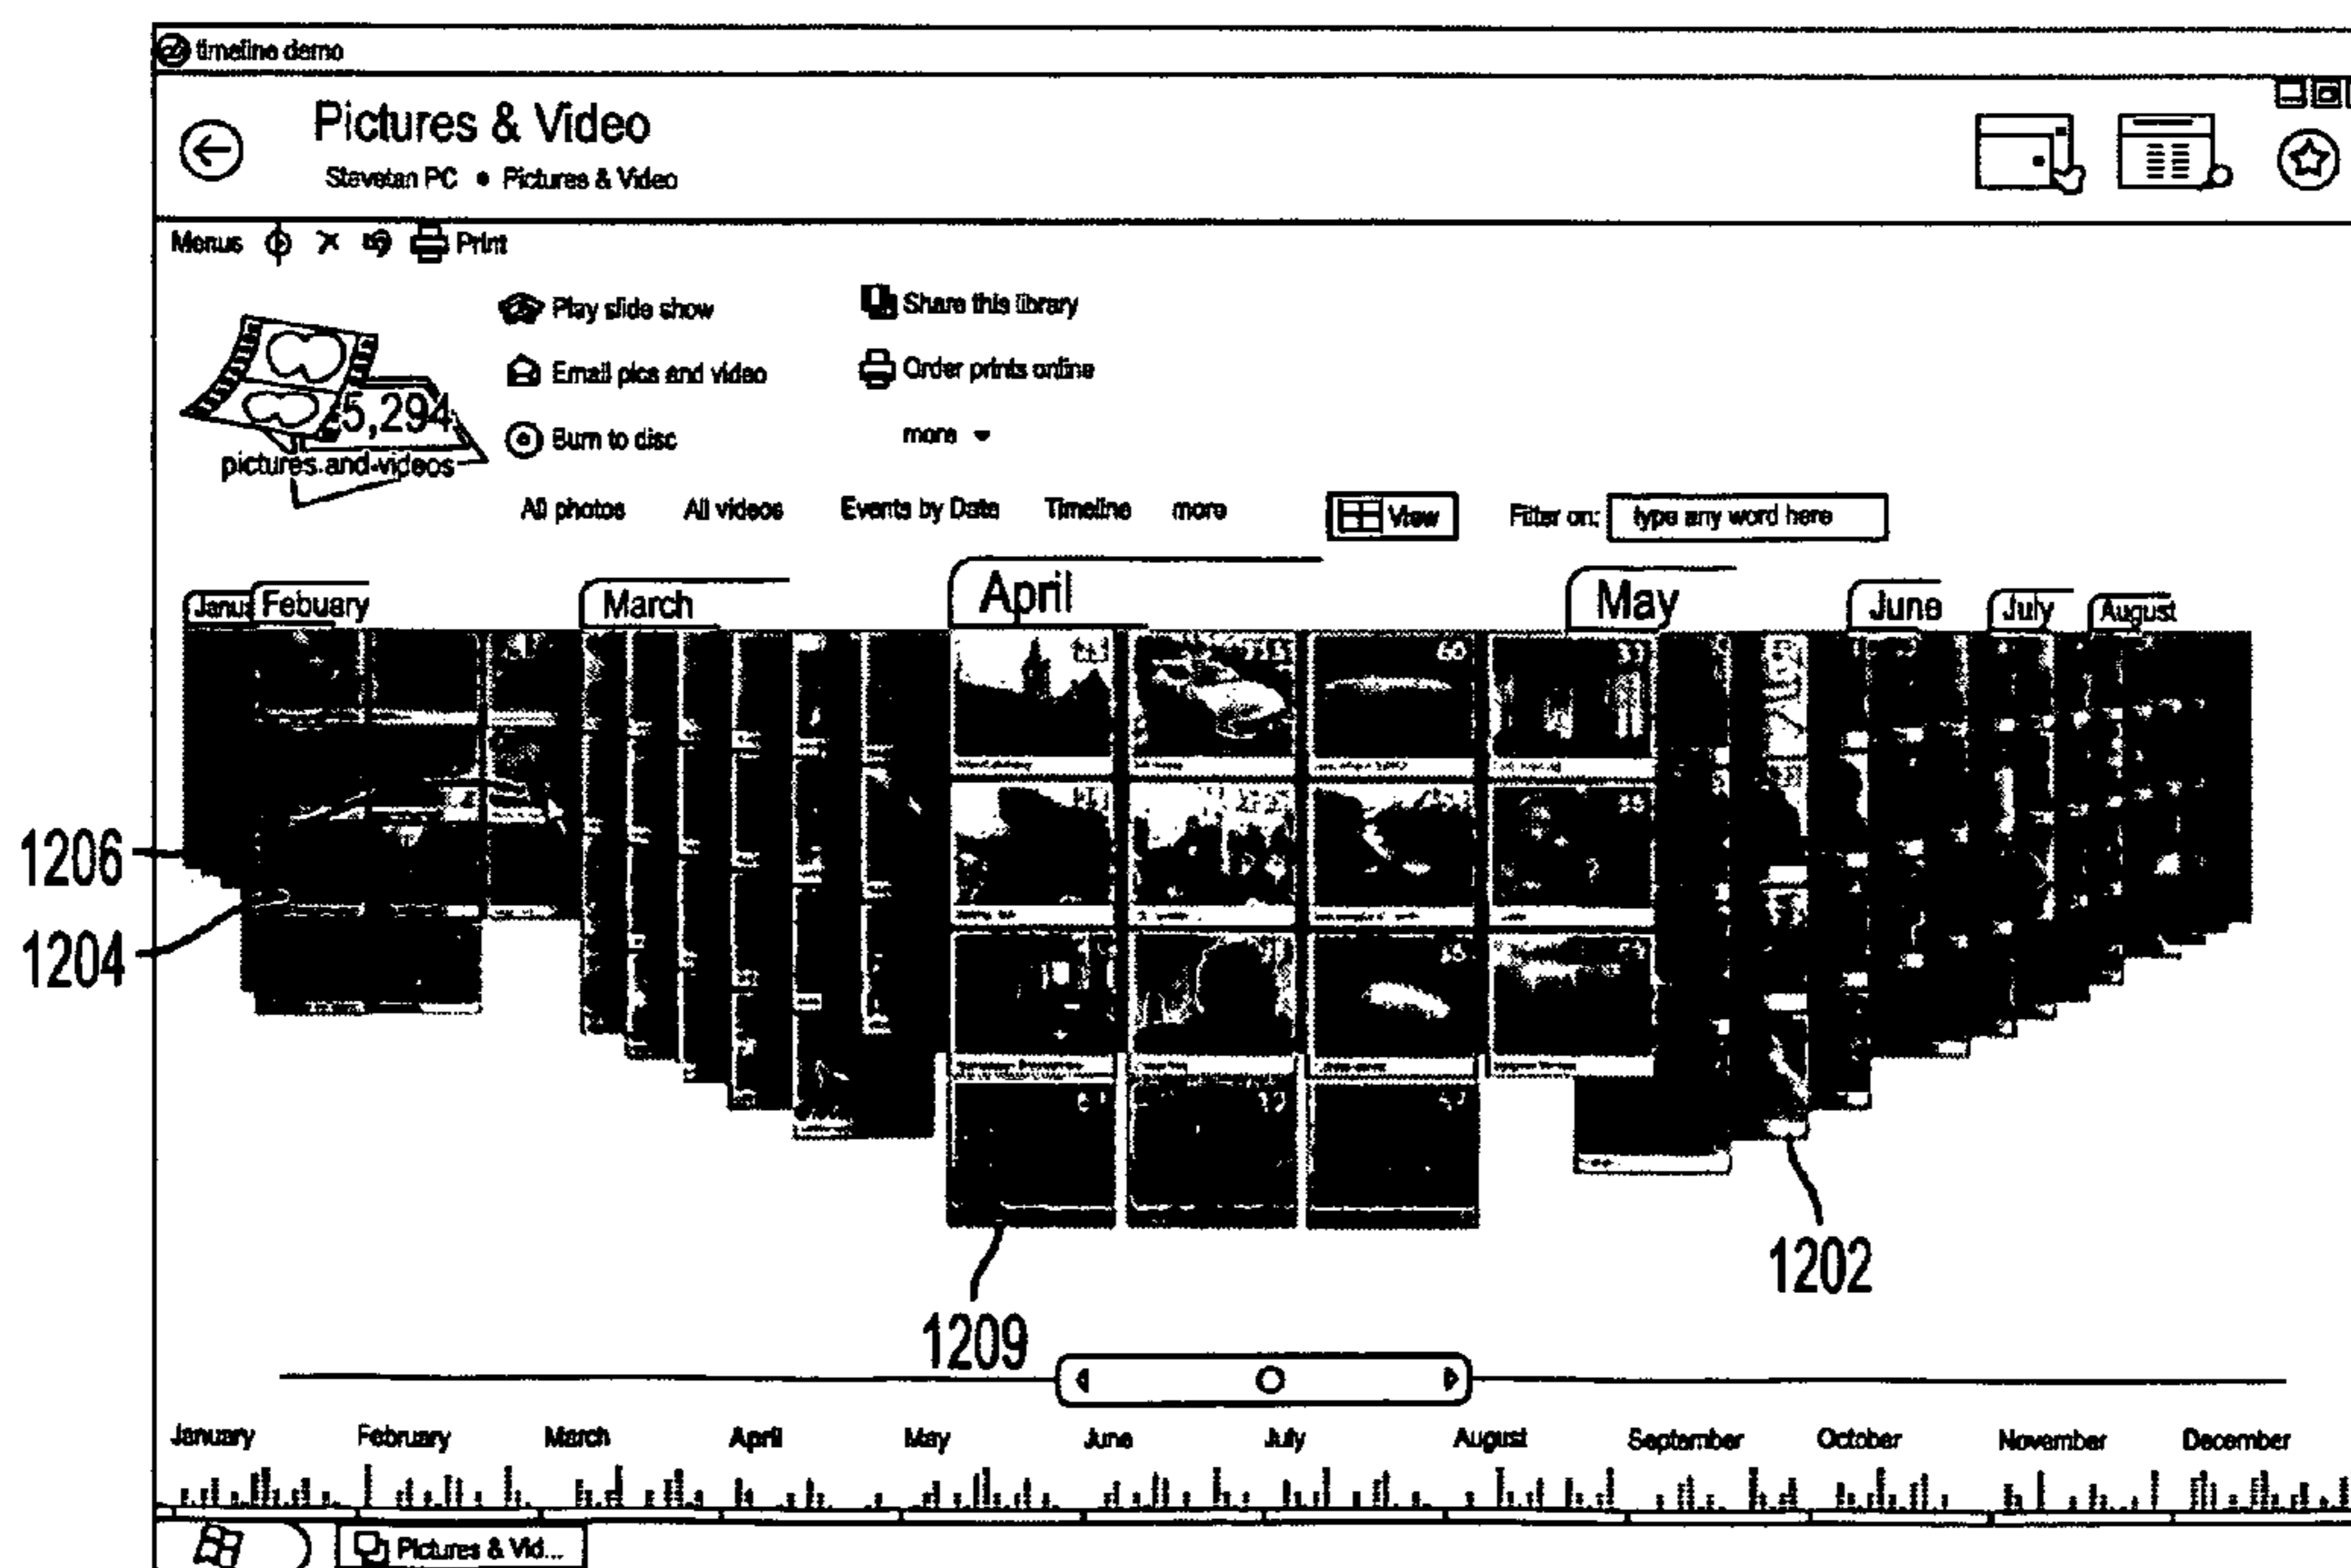 timeline demo
Pictures & Video
Stevetan PC • Pictures & Video
Menus Print
Play slide show
Share this library
Email pics and video
Order prints online
5,294
pictures and videos
Burn to disc
more
All photos All videos Events by Date Timeline more View Filter on: type any word here
Janua Febuary March April May June July August
66
1206
1204
1202
1209
January February March April May June July August September October November December
Pictures & Vid...